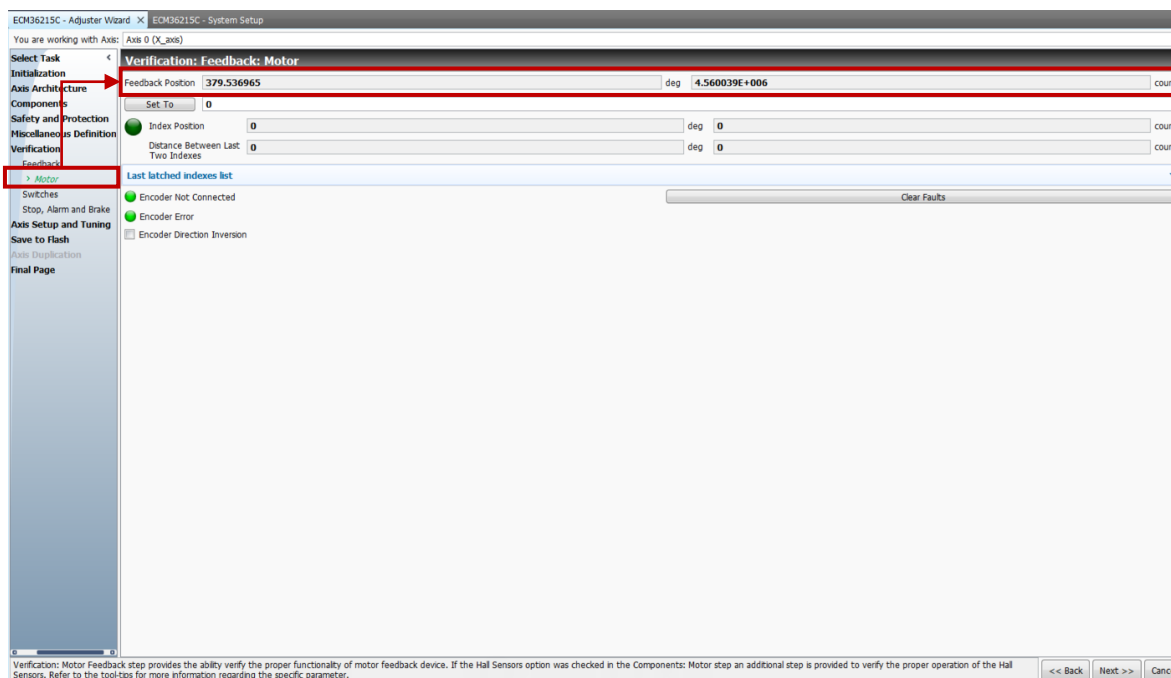 ECM36215C - Adjuster Wizard ECM36215C - System Setup
You are working with Axis: Axis 0 (X_axis)
Select Task
Initialization
Axis Architecture
Components
Safety and Protection
Miscellaneous Definition
Verification
Feedback
> Motor
Switches
Stop, Alarm and Brake
Axis Setup and Tuning
Save to Flash
Axis Duplication
Final Page
Verification: Feedback: Motor
Feedback Position 379.536965 deg 4.560039E+006 coun
Set To 0
Index Position 0 deg 0 coun
Distance Between Last 0 deg 0 coun
Two Indexes
Last latched indexes list
Encoder Not Connected Clear Faults
Encoder Error
Encoder Direction Inversion
Verification: Motor Feedback step provides the ability verify the proper functionality of motor feedback device. If the Hall Sensors option was checked in the Components: Motor step an additional step is provided to verify the proper operation of the Hall
Sensors. Refer to the tool-tips for more information regarding the specific parameter.
<< Back Next >> Canc